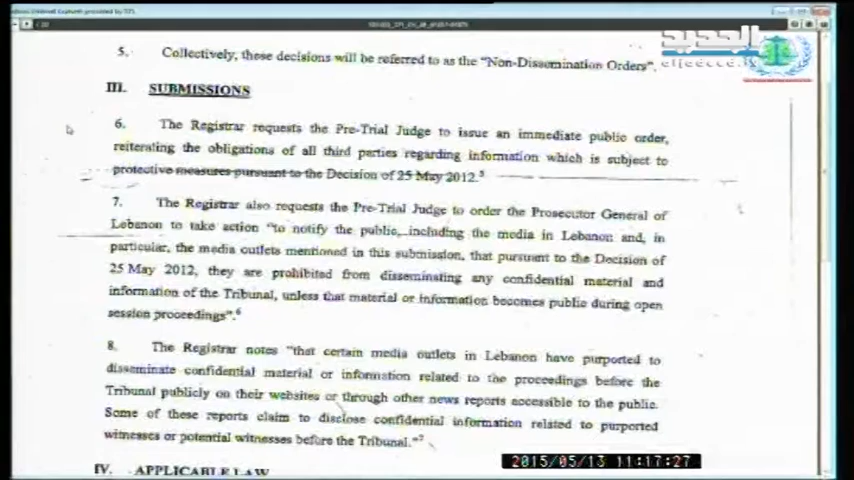 5. Collectively, these decisions will be referred to as the "Non-Dissemination Orders".
الجديد
aljadeed.tv
III. SUBMISSIONS
6. The Registrar requests the Pre-Trial Judge to issue an immediate public order,
reiterating the obligations of all third parties regarding information which is subject to
protective measures pursuant to the Decision of 25 May 2012.5
7. The Registrar also requests the Pre-Trial Judge to order the Prosecutor General of
Lebanon to take action "to notify the public, including the media in Lebanon and, in
particular, the media outlets mentioned in this submission, that pursuant to the Decision of
25 May 2012, they are prohibited from disseminating any confidential material and
information of the Tribunal, unless that material or information becomes public during open
session proceedings".6
8. The Registrar notes "that certain media outlets in Lebanon have purported to
disseminate confidential material or information related to the proceedings before the
Tribunal publicly on their websites or through other news reports accessible to the public.
Some of these reports claim to disclose confidential information related to purported
witnesses or potential witnesses before the Tribunal."7
IV. APPLICABLE LAW
2015/05/13 11:17:27